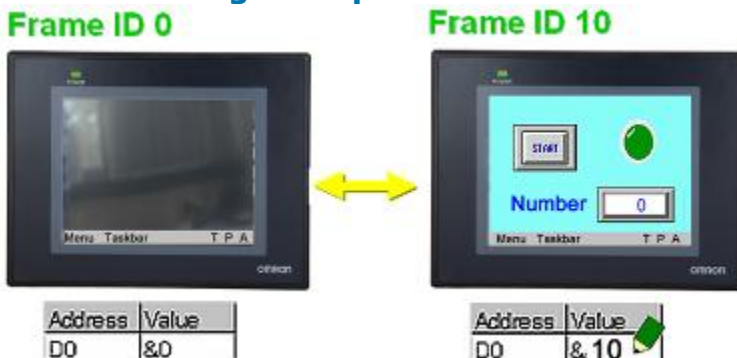 Frame ID 0
Frame ID 10
START
Number
0
Menu Taskbar T P A
Menu Taskbar T P A
omron
omron
Address Value
D0 &0
Address Value
D0 & 10